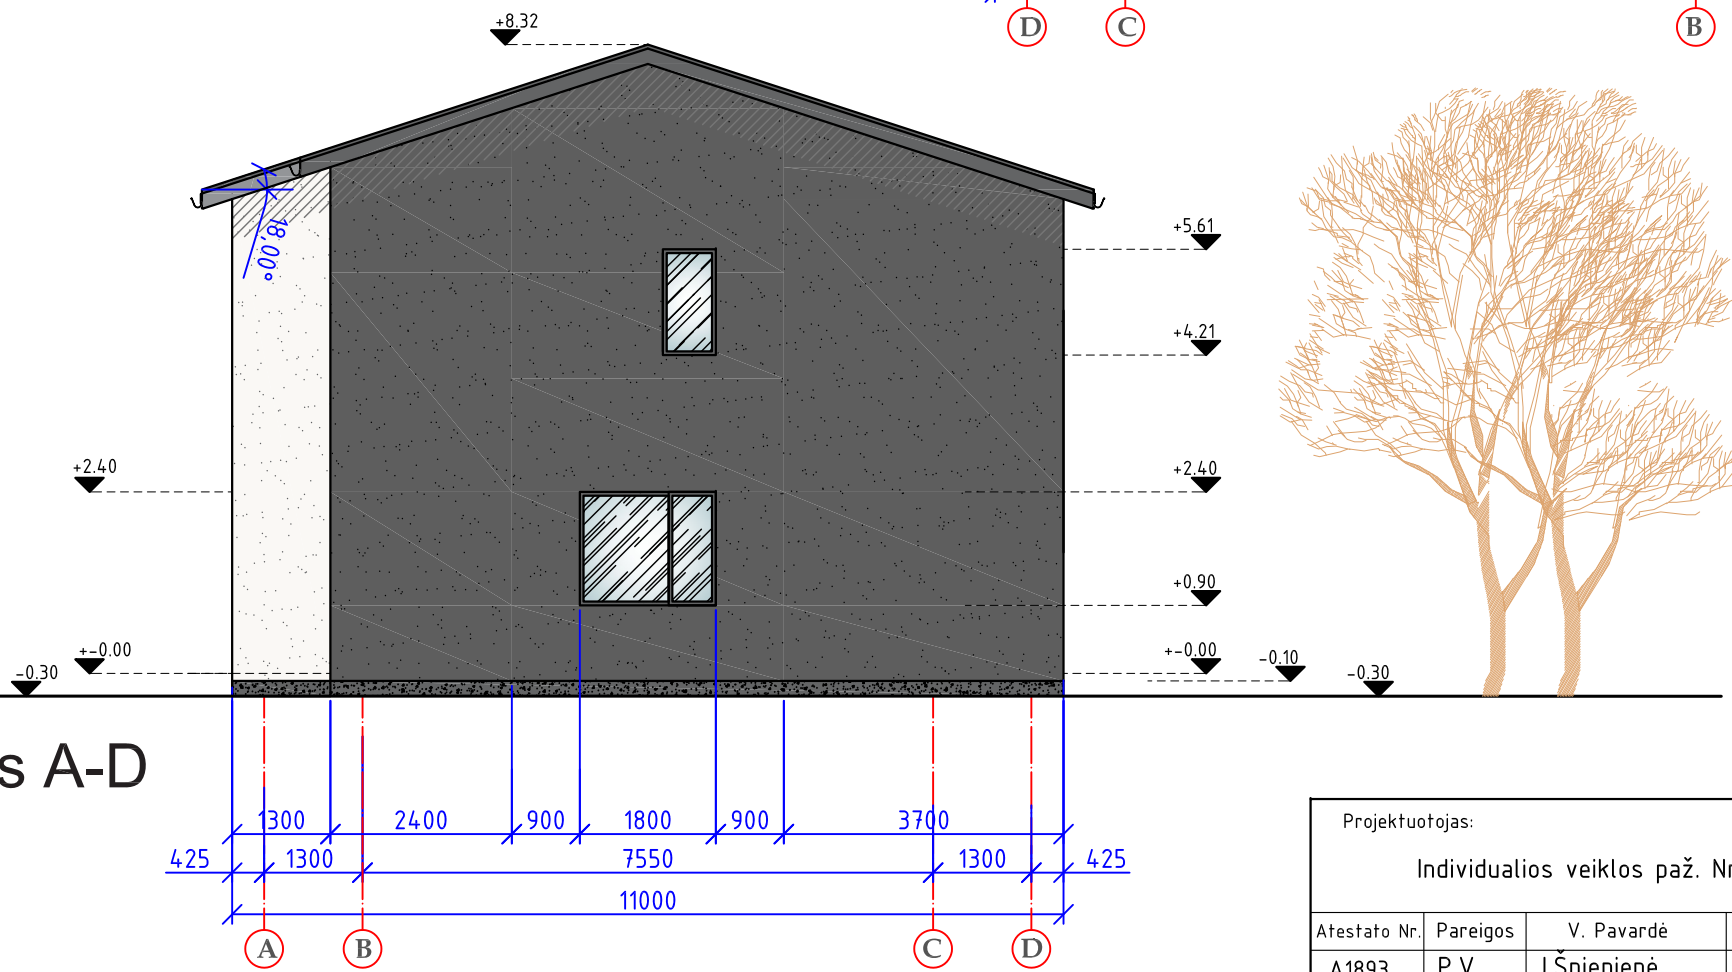 +8.32
D
C
B
18,00°
+5.61
+4.21
+2.40
+2.40
+0.90
+-0.00
+-0.00
-0.10
-0.30
-0.30
s A-D
1300
2400
900
1800
900
3700
425
1300
7550
1300
425
11000
A
B
C
D
Projektuotojas:
Individualios veiklos paž. Nr
Atestato Nr.
Pareigos
V. Pavardė
A1893
P.V.